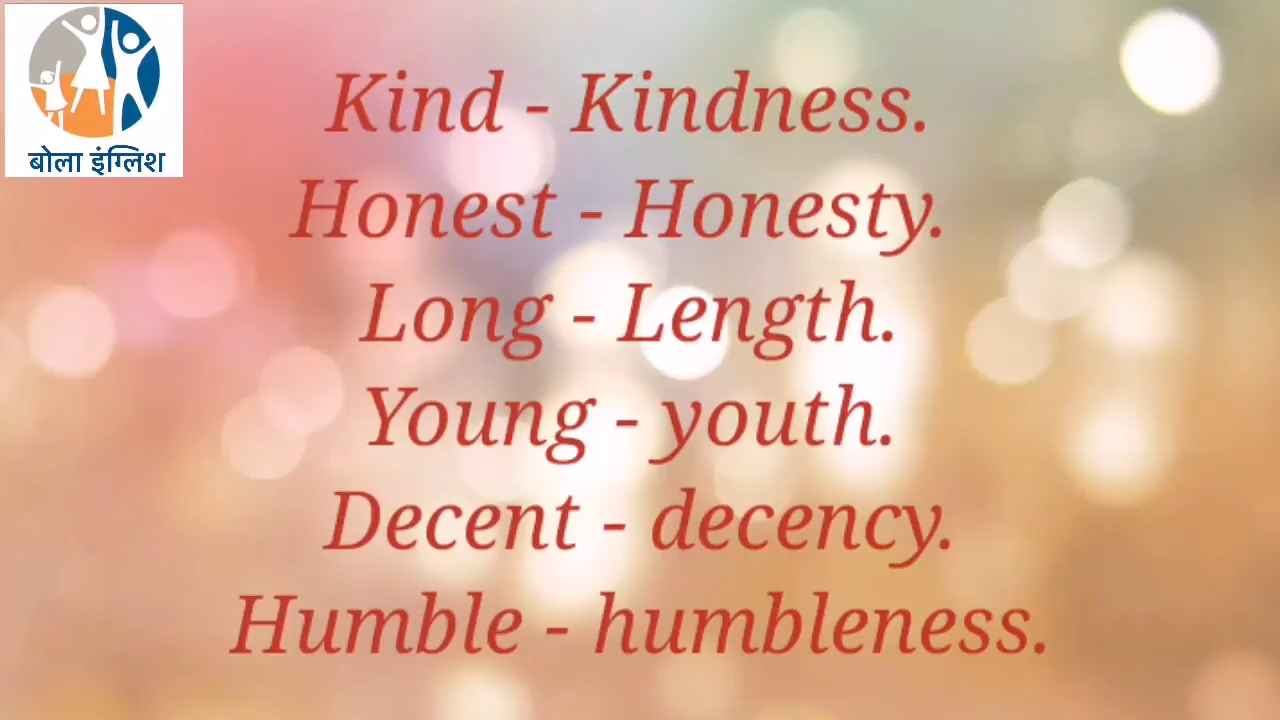 बोला इंग्लिश
Kind - Kindness.
Honest - Honesty.
Long - Length.
Young - youth.
Decent - decency.
Humble - humbleness.